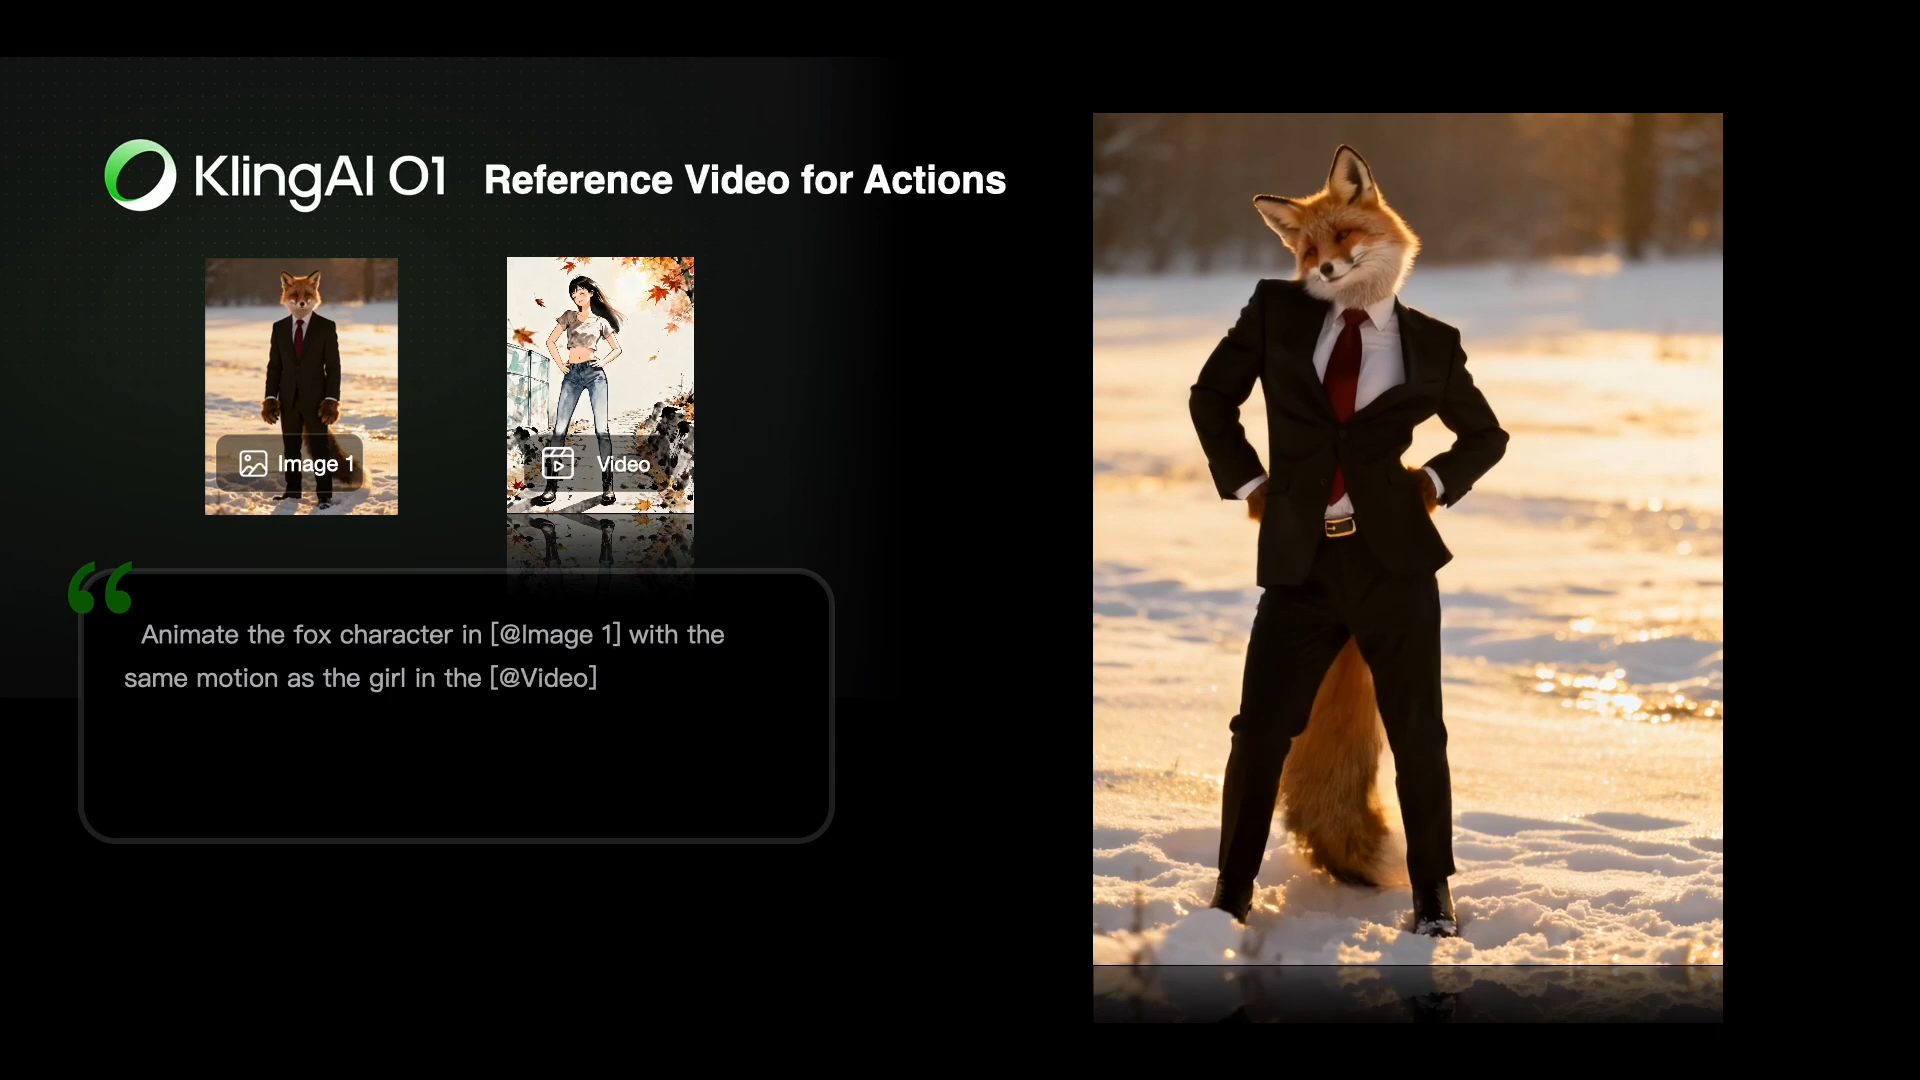 KlingAI O1 Reference Video for Actions
Image 1
Video
“
Animate the fox character in [@Image 1] with the
same motion as the girl in the [@Video]